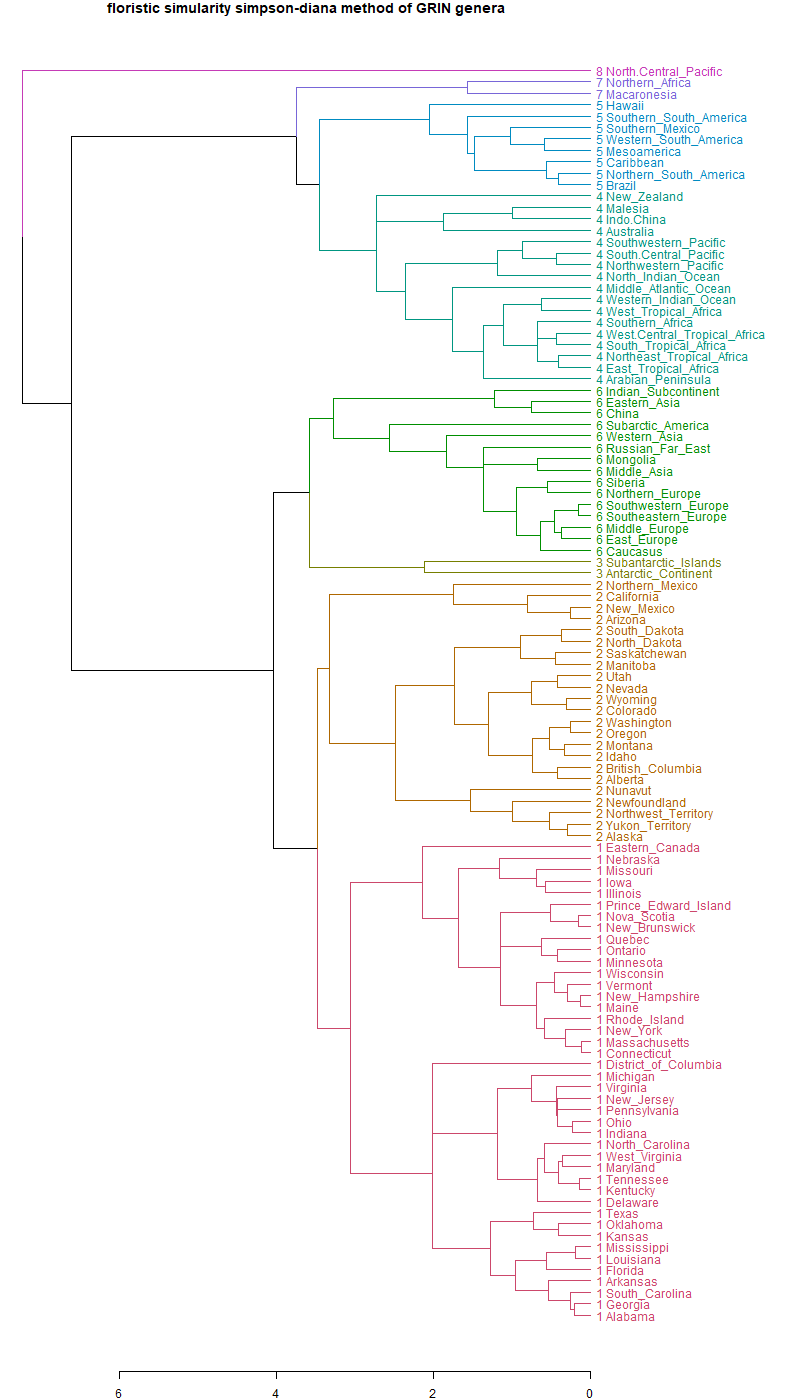 floristic simularity simpson-diana method of GRIN genera
8 North.Central_Pacific
7 Northern_Africa
7 Macaronesia
5 Hawaii
5 Southern_South_America
5 Southern_Mexico
5 Western_South_America
5 Mesoamerica
5 Caribbean
5 Northern_South_America
5 Brazil
4 New_Zealand
4 Malesia
4 Indo.China
4 Australia
4 Southwestern_Pacific
4 South.Central_Pacific
4 Northwestern_Pacific
4 North_Indian_Ocean
4 Middle_Atlantic_Ocean
4 Western_Indian_Ocean
4 West_Tropical_Africa
4 Southern_Africa
4 West.Central_Tropical_Africa
4 South_Tropical_Africa
4 Northeast_Tropical_Africa
4 East_Tropical_Africa
4 Arabian_Peninsula
6 Indian_Subcontinent
6 Eastern_Asia
6 China
6 Subarctic_America
6 Western_Asia
6 Russian_Far_East
6 Mongolia
6 Middle_Asia
6 Siberia
6 Northern_Europe
6 Southwestern_Europe
6 Southeastern_Europe
6 Middle_Europe
6 East_Europe
6 Caucasus
3 Subantarctic_Islands
3 Antarctic_Continent
2 Northern_Mexico
2 California
2 New_Mexico
2 Arizona
2 South_Dakota
2 North_Dakota
2 Saskatchewan
2 Manitoba
2 Utah
2 Nevada
2 Wyoming
2 Colorado
2 Washington
2 Oregon
2 Montana
2 Idaho
2 British_Columbia
2 Alberta
2 Nunavut
2 Newfoundland
2 Northwest_Territory
2 Yukon_Territory
2 Alaska
1 Eastern_Canada
1 Nebraska
1 Missouri
1 Iowa
1 Illinois
1 Prince_Edward_Island
1 Nova_Scotia
1 New_Brunswick
1 Quebec
1 Ontario
1 Minnesota
1 Wisconsin
1 Vermont
1 New_Hampshire
1 Maine
1 Rhode_Island
1 New_York
1 Massachusetts
1 Connecticut
1 District_of_Columbia
1 Michigan
1 Virginia
1 New_Jersey
1 Pennsylvania
1 Ohio
1 Indiana
1 North_Carolina
1 West_Virginia
1 Maryland
1 Tennessee
1 Kentucky
1 Delaware
1 Texas
1 Oklahoma
1 Kansas
1 Mississippi
1 Louisiana
1 Florida
1 Arkansas
1 South_Carolina
1 Georgia
1 Alabama
6 4 2 0